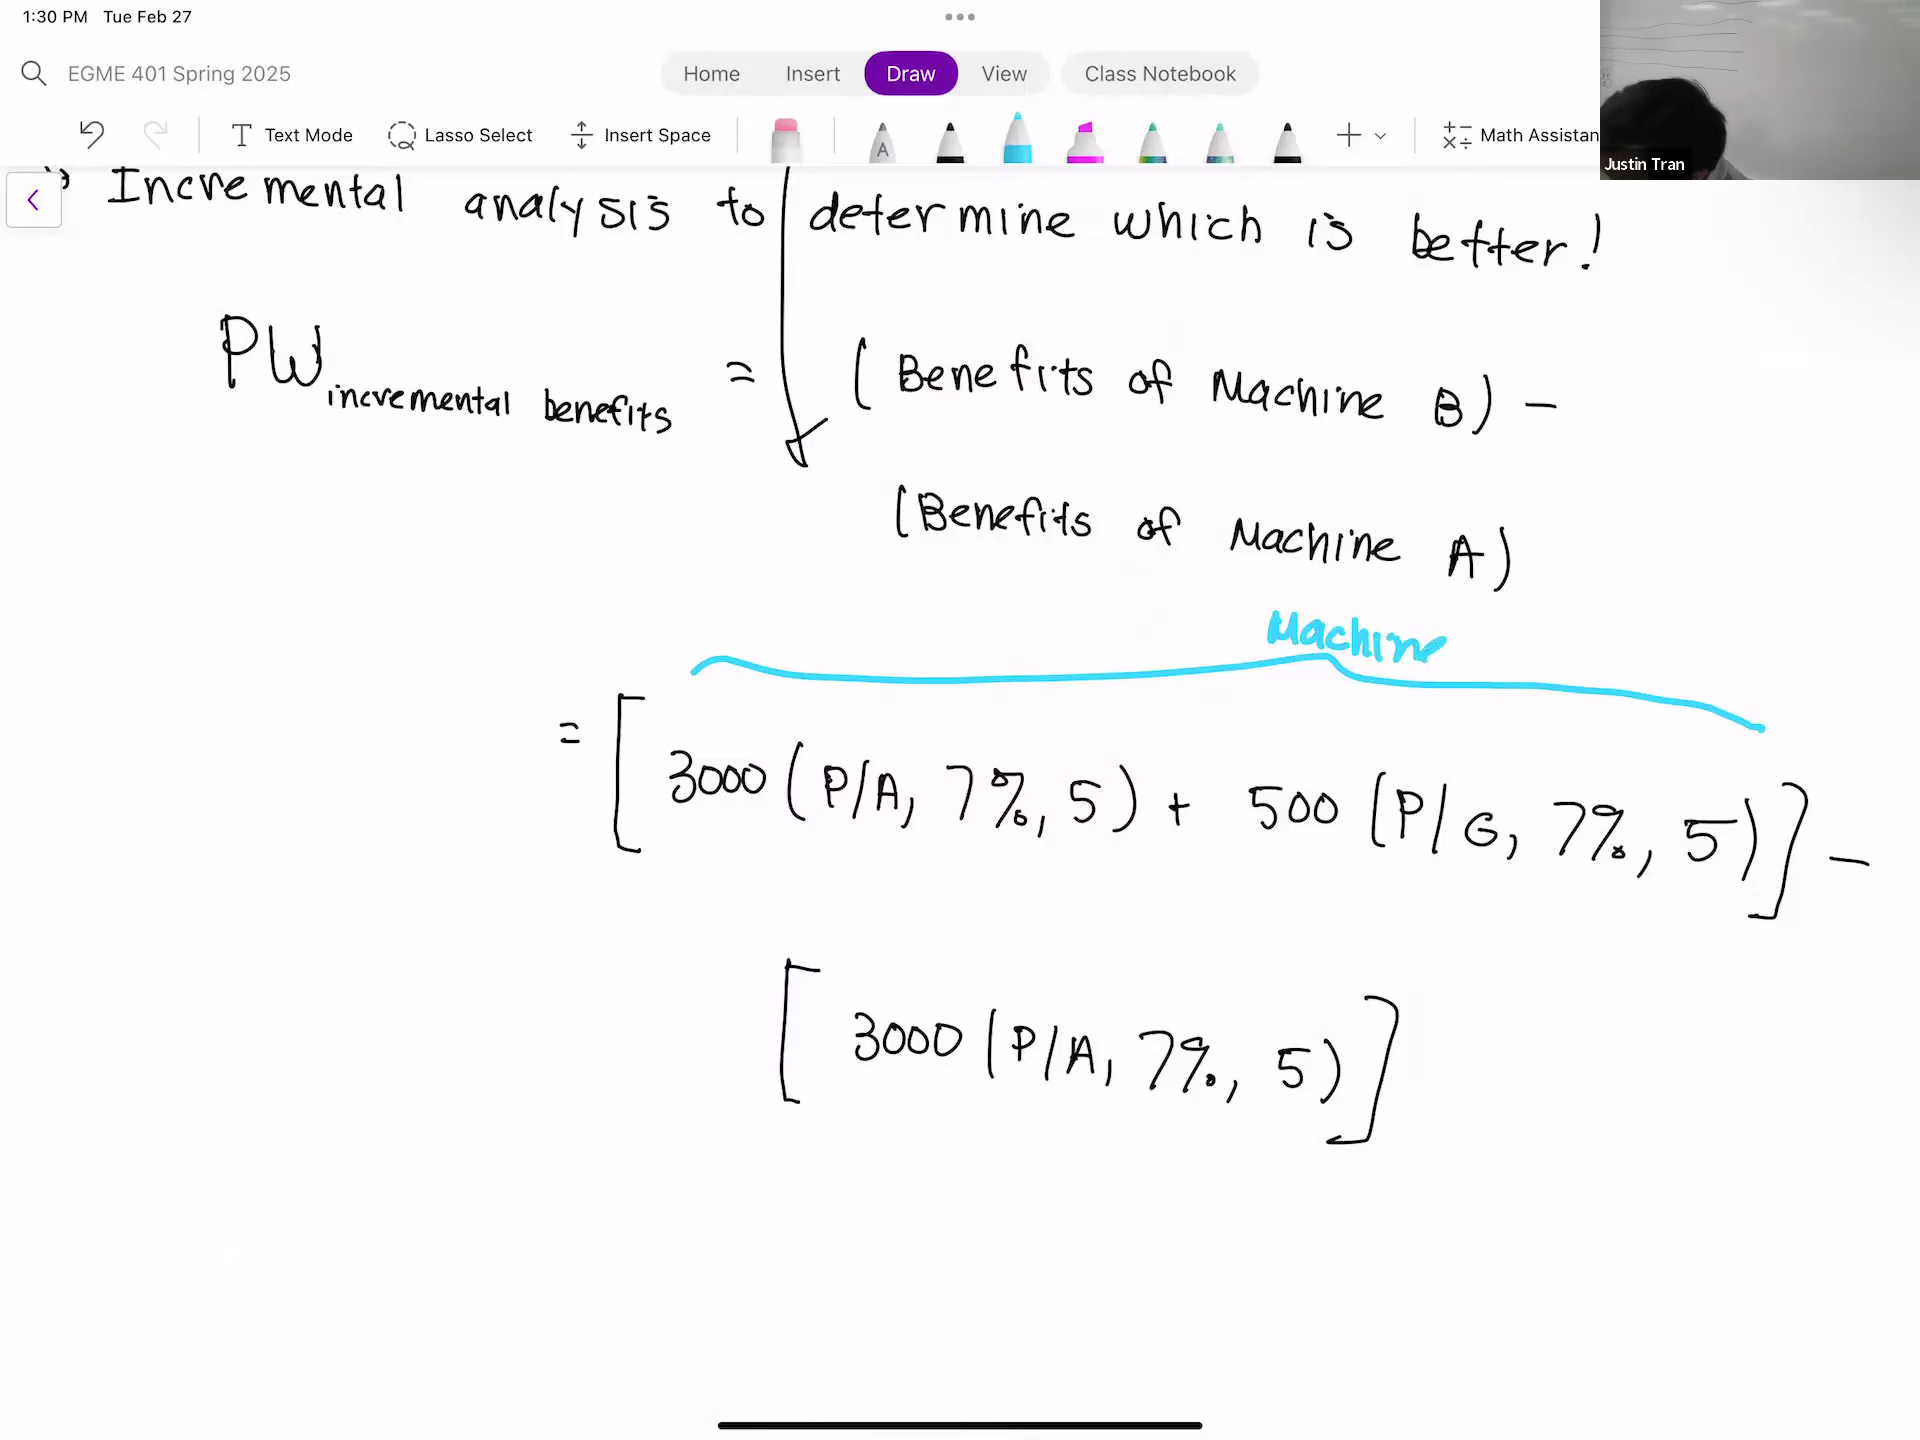 1:30 PM Tue Feb 27
EGME 401 Spring 2025
Home Insert Draw View Class Notebook
Text Mode Lasso Select Insert Space Math Assistan
Justin Tran
Incremental analysis to determine which is better!
PW incremental benefits = (Benefits of Machine B) -
(Benefits of Machine A)
Machine
= [3000 (P/A, 7%, 5) + 500 (P/G, 7%, 5)] -
[3000 (P/A, 7%, 5)]